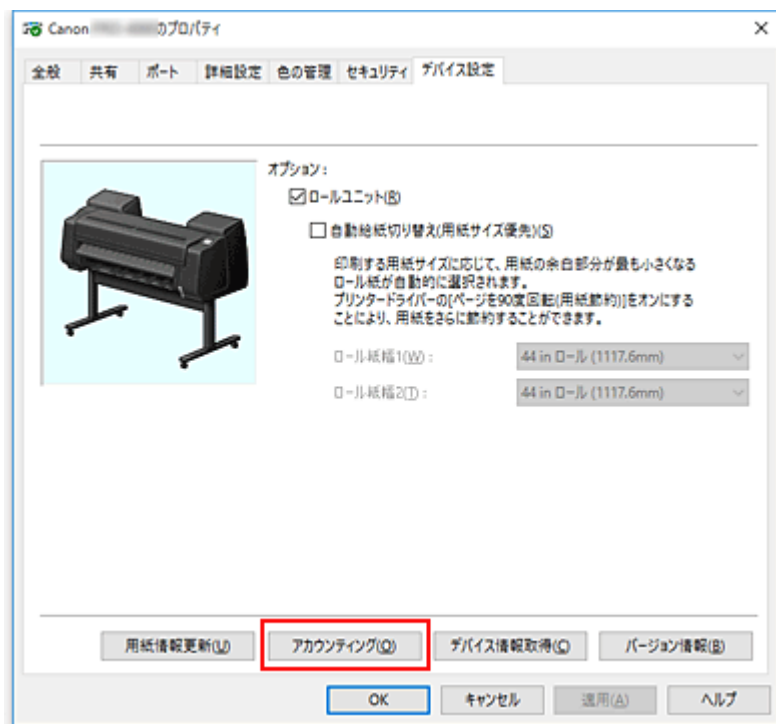 Canon のプロパティ
全般 共有 ポート 詳細設定 色の管理 セキュリティ デバイス設定
オプション：
ロールユニット(R)
自動給紙切り替え(用紙サイズ優先)(S)
印刷する用紙サイズに応じて、用紙の余白部分が最も小さくなる
ロール紙が自動的に選択されます。
プリンタードライバーの[ページを90度回転(用紙節約)]をオンにする
ことにより、用紙をさらに節約することができます。
ロール紙幅1(W)： 44 in ロール (1117.6mm)
ロール紙幅2(T)： 44 in ロール (1117.6mm)
用紙情報更新(U) アカウンティング(O) デバイス情報取得(C) バージョン情報(B)
OK キャンセル 適用(A) ヘルプ